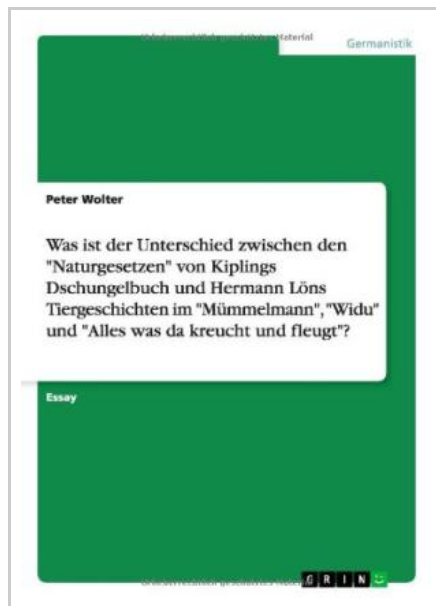 Germanistik
Peter Wolter
Was ist der Unterschied zwischen den
"Naturgesetzen" von Kiplings
Dschungelbuch und Hermann Löns
Tiergeschichten im "Mümmelmann", "Widu"
und "Alles was da kreucht und fleugt"?
Essay
GRIN